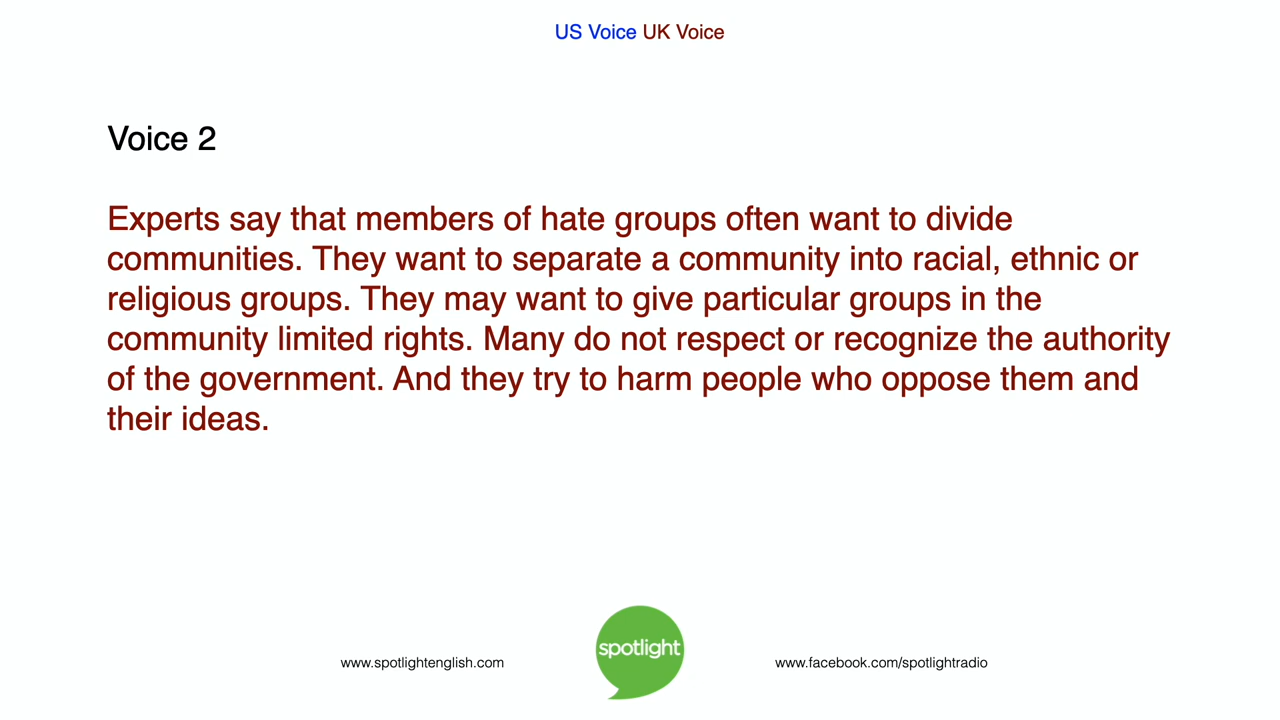 US Voice UK Voice
Voice 2
Experts say that members of hate groups often want to divide
communities. They want to separate a community into racial, ethnic or
religious groups. They may want to give particular groups in the
community limited rights. Many do not respect or recognize the authority
of the government. And they try to harm people who oppose them and
their ideas.
spotlight
www.spotlightenglish.com
www.facebook.com/spotlightradio